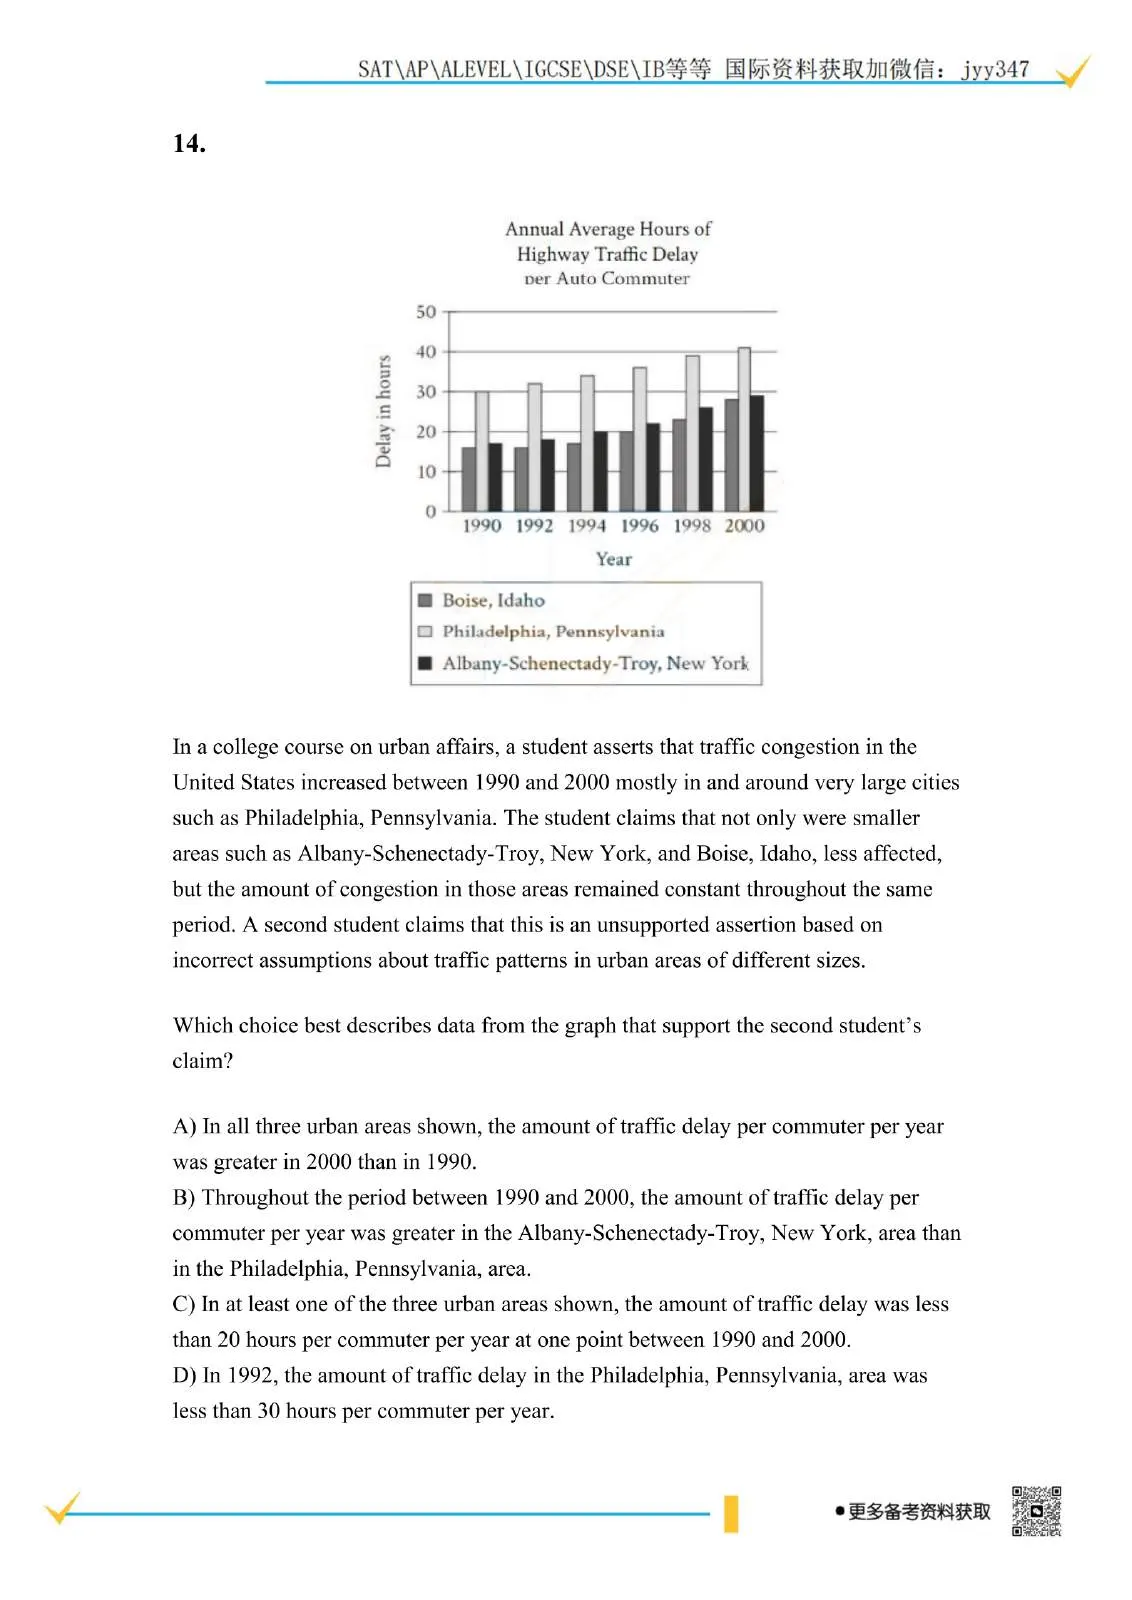 SAT\AP\ALEVEL\IGCSE\DSE\IB等等 国际资料获取加微信：jyy347
14.
Annual Average Hours of
Highway Traffic Delay
per Auto Commuter
50
40
30
20
10
0
Delay in hours
1990 1992 1994 1996 1998 2000
Year
Boise, Idaho
Philadelphia, Pennsylvania
Albany-Schenectady-Troy, New York
In a college course on urban affairs, a student asserts that traffic congestion in the
United States increased between 1990 and 2000 mostly in and around very large cities
such as Philadelphia, Pennsylvania. The student claims that not only were smaller
areas such as Albany-Schenectady-Troy, New York, and Boise, Idaho, less affected,
but the amount of congestion in those areas remained constant throughout the same
period. A second student claims that this is an unsupported assertion based on
incorrect assumptions about traffic patterns in urban areas of different sizes.
Which choice best describes data from the graph that support the second student’s
claim?
A) In all three urban areas shown, the amount of traffic delay per commuter per year
was greater in 2000 than in 1990.
B) Throughout the period between 1990 and 2000, the amount of traffic delay per
commuter per year was greater in the Albany-Schenectady-Troy, New York, area than
in the Philadelphia, Pennsylvania, area.
C) In at least one of the three urban areas shown, the amount of traffic delay was less
than 20 hours per commuter per year at one point between 1990 and 2000.
D) In 1992, the amount of traffic delay in the Philadelphia, Pennsylvania, area was
less than 30 hours per commuter per year.
●更多备考资料获取